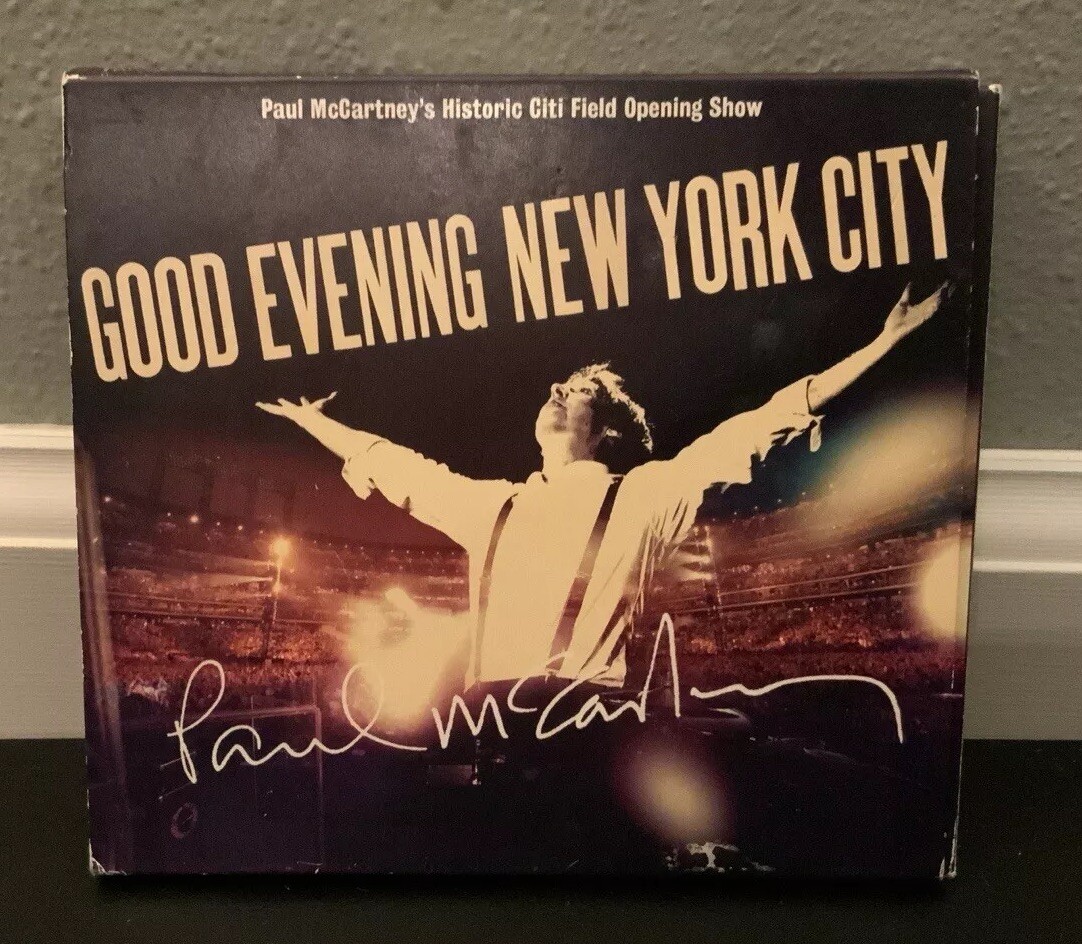 Paul McCartney's Historic Citi Field Opening Show
GOOD EVENING NEW YORK CITY
Paul McCartney